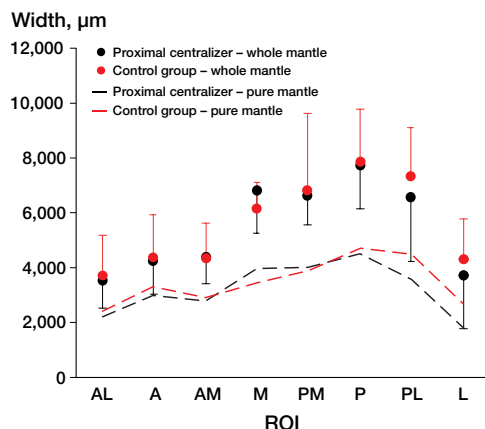 Width, µm
12,000
10,000
8,000
6,000
4,000
2,000
0
Proximal centralizer – whole mantle
Control group – whole mantle
Proximal centralizer – pure mantle
Control group – pure mantle
AL A AM M PM P PL L
ROI